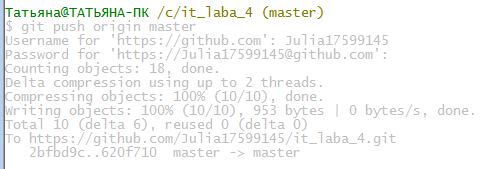 Татьяна@ТАТЬЯНА-ПК /c/it_laba_4 (master)
$ git push origin master
Username for 'https://github.com': Julia17599145
Password for 'https://Julia17599145@github.com':
Counting objects: 18, done.
Delta compression using up to 2 threads.
Compressing objects: 100% (10/10), done.
Writing objects: 100% (10/10), 953 bytes | 0 bytes/s, done.
Total 10 (delta 6), reused 0 (delta 0)
To https://github.com/Julia17599145/it_laba_4.git
   2bfbd9c..620f710  master -> master